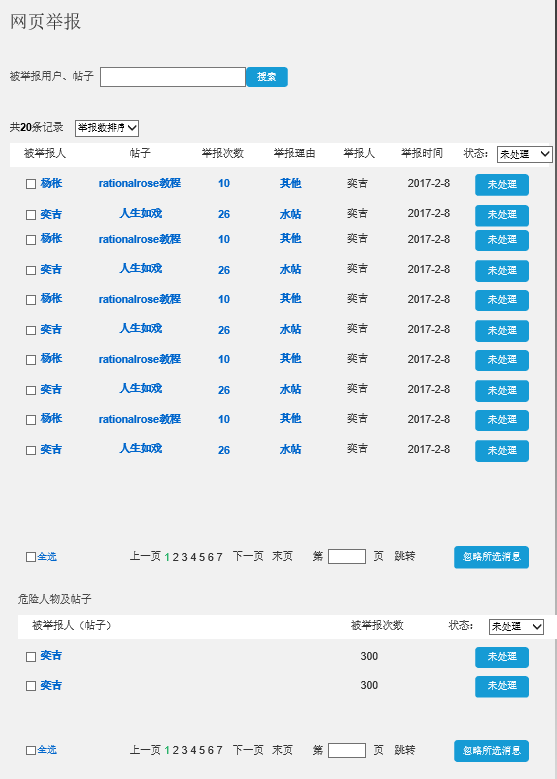 网页举报
被举报用户、帖子 搜索
共20条记录 举报数排序
被举报人 帖子 举报次数 举报理由 举报人 举报时间 状态: 未处理
杨枨 rationalrose教程 10 其他 奕吉 2017-2-8 未处理
奕吉 人生如戏 26 水帖 奕吉 2017-2-8 未处理
杨枨 rationalrose教程 10 其他 奕吉 2017-2-8 未处理
奕吉 人生如戏 26 水帖 奕吉 2017-2-8 未处理
杨枨 rationalrose教程 10 其他 奕吉 2017-2-8 未处理
奕吉 人生如戏 26 水帖 奕吉 2017-2-8 未处理
杨枨 rationalrose教程 10 其他 奕吉 2017-2-8 未处理
奕吉 人生如戏 26 水帖 奕吉 2017-2-8 未处理
杨枨 rationalrose教程 10 其他 奕吉 2017-2-8 未处理
奕吉 人生如戏 26 水帖 奕吉 2017-2-8 未处理
全选 上一页 1 2 3 4 5 6 7 下一页 末页 第 页 跳转 忽略所选消息
危险人物及帖子
被举报人（帖子） 被举报次数 状态: 未处理
奕吉 300 未处理
奕吉 300 未处理
全选 上一页 1 2 3 4 5 6 7 下一页 末页 第 页 跳转 忽略所选消息